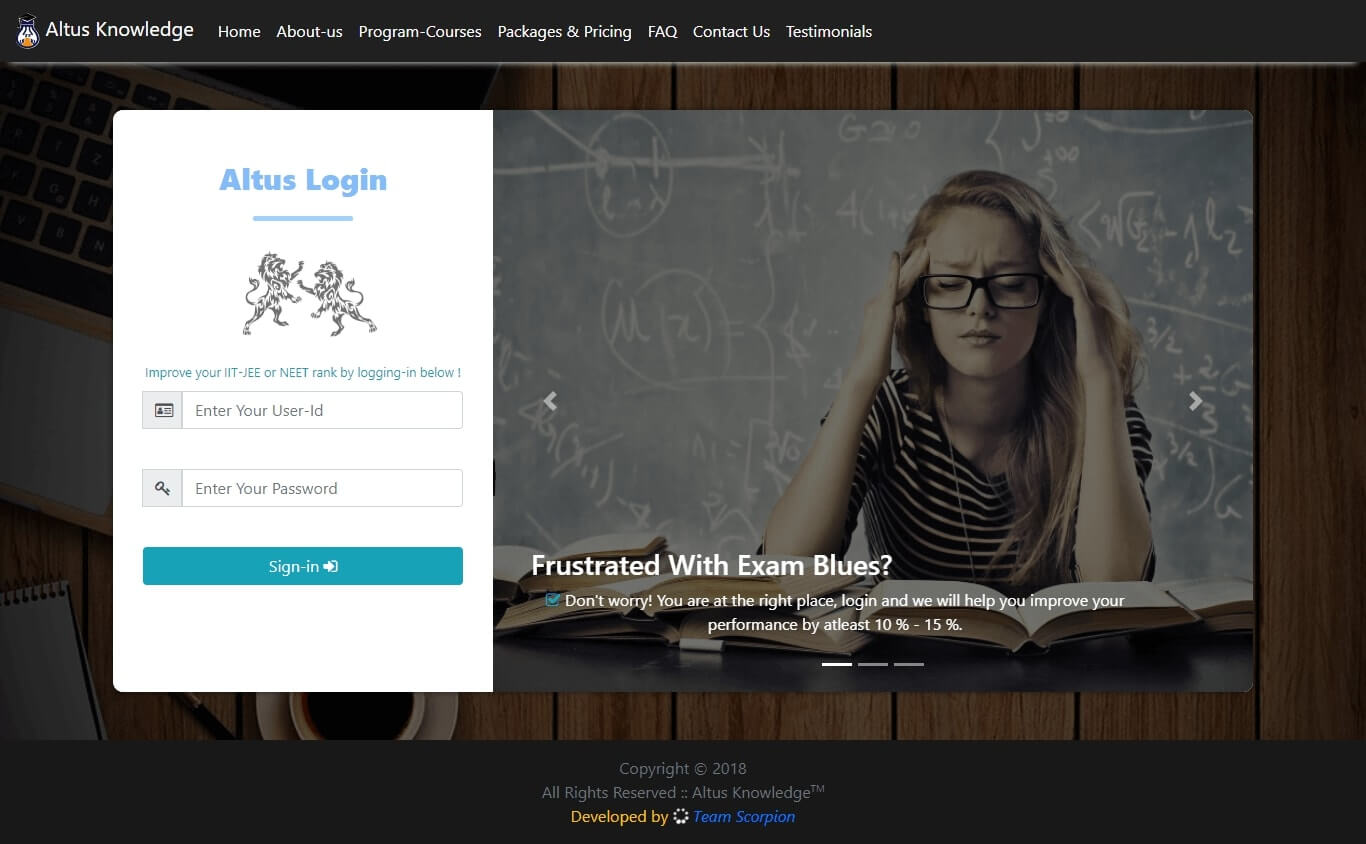 Altus Knowledge Home About-us Program-Courses Packages & Pricing FAQ Contact Us Testimonials
Altus Login
Improve your IIT-JEE or NEET rank by logging-in below !
Enter Your User-Id
Enter Your Password
Sign-in
Frustrated With Exam Blues?
Don't worry! You are at the right place, login and we will help you improve your
performance by atleast 10 % - 15 %.
Copyright © 2018
All Rights Reserved :: Altus Knowledge™
Developed by Team Scorpion